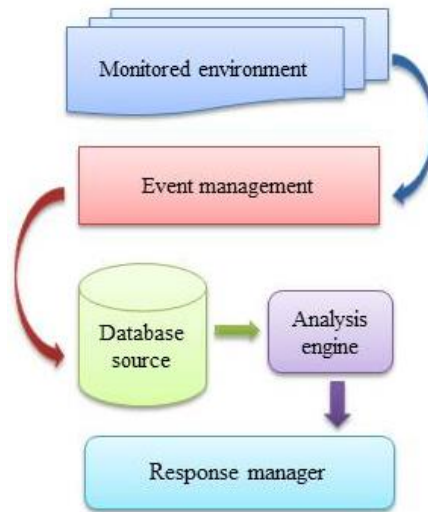 Monitored environment
Event management
Database
source
Analysis
engine
Response manager